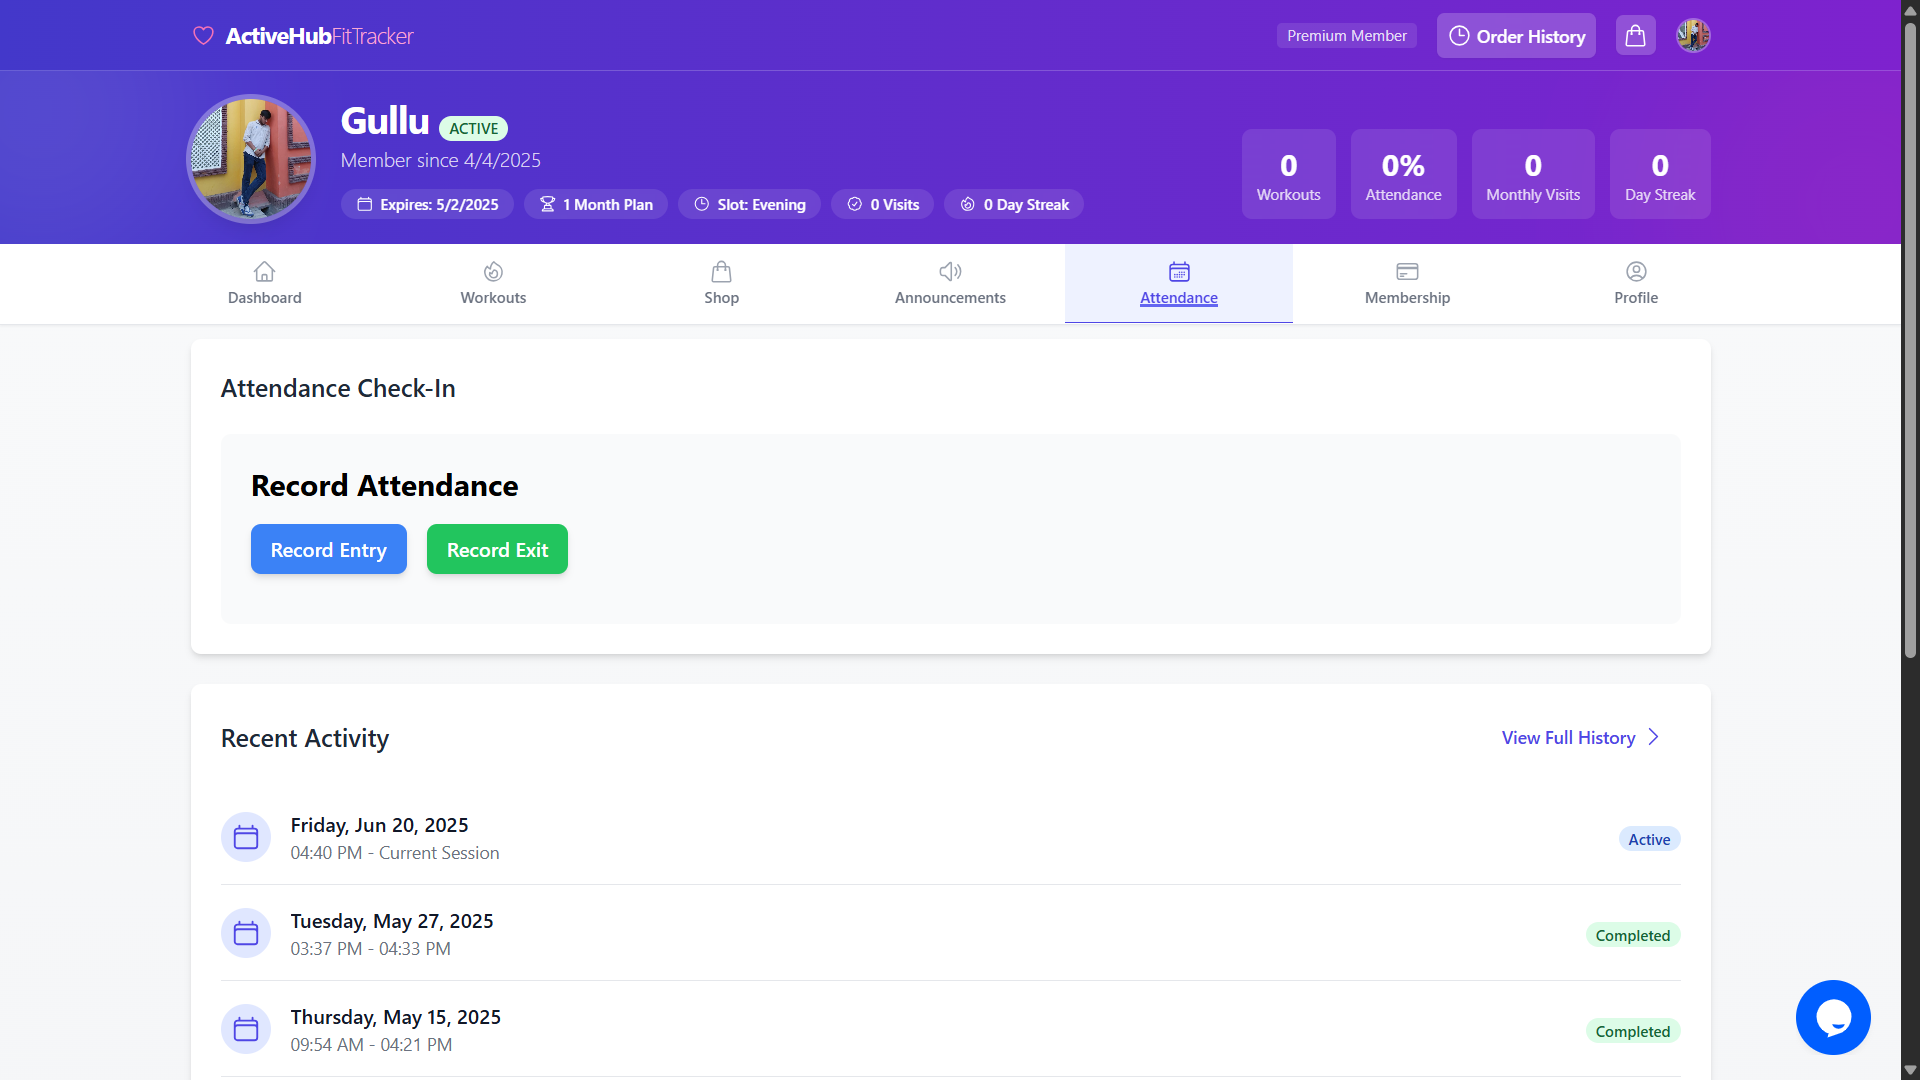 ActiveHubFitTracker
Premium Member
Order History
Gullu ACTIVE
Member since 4/4/2025
Expires: 5/2/2025
1 Month Plan
Slot: Evening
0 Visits
0 Day Streak
0
Workouts
0%
Attendance
0
Monthly Visits
0
Day Streak
Dashboard
Workouts
Shop
Announcements
Attendance
Membership
Profile
Attendance Check-In
Record Attendance
Record Entry
Record Exit
Recent Activity
View Full History
Friday, Jun 20, 2025
04:40 PM - Current Session
Active
Tuesday, May 27, 2025
03:37 PM - 04:33 PM
Completed
Thursday, May 15, 2025
09:54 AM - 04:21 PM
Completed